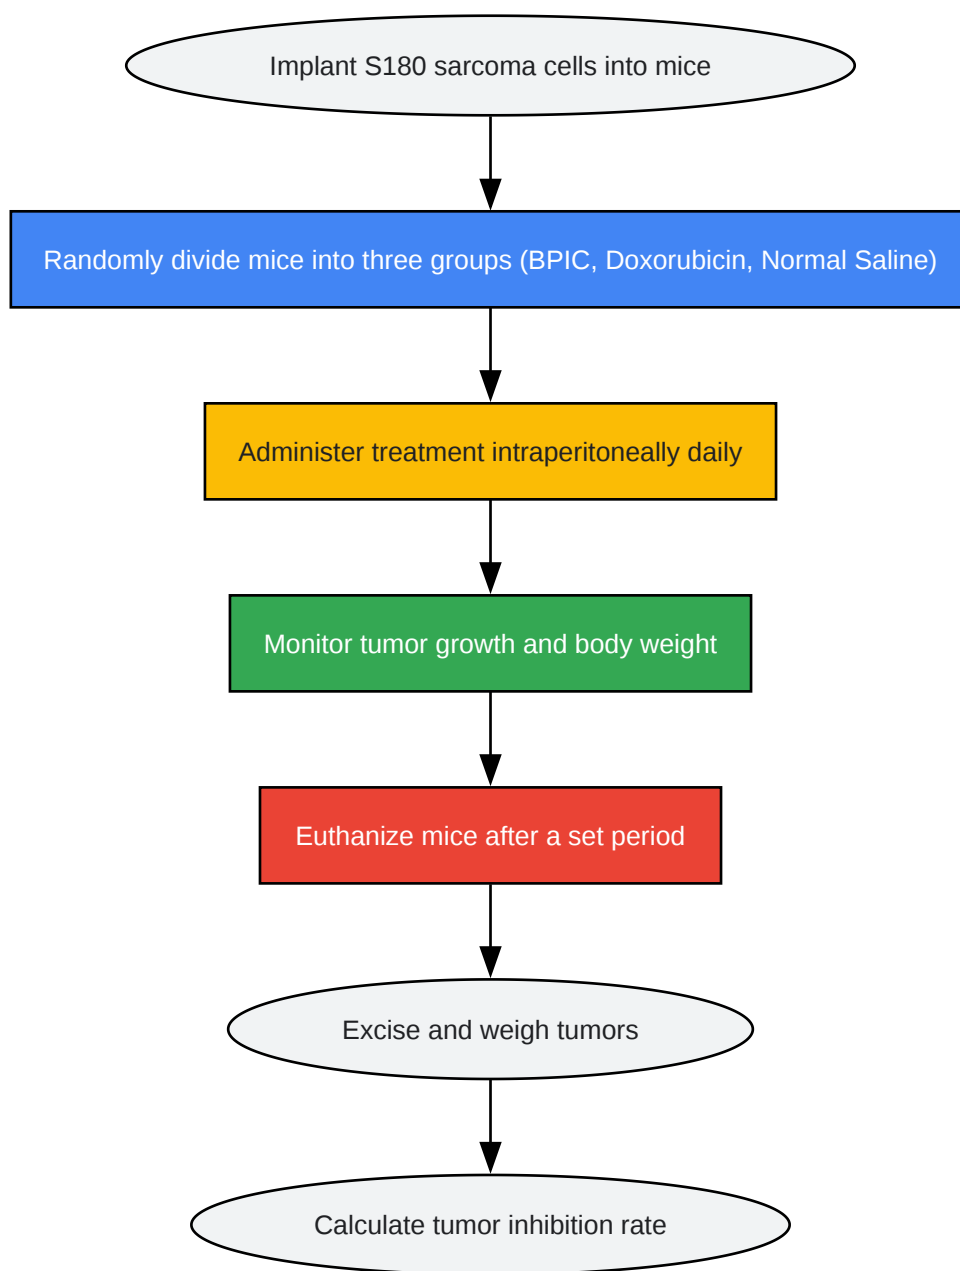 Implant S180 sarcoma cells into mice
Randomly divide mice into three groups (BPIC, Doxorubicin, Normal Saline)
Administer treatment intraperitoneally daily
Monitor tumor growth and body weight
Euthanize mice after a set period
Excise and weigh tumors
Calculate tumor inhibition rate